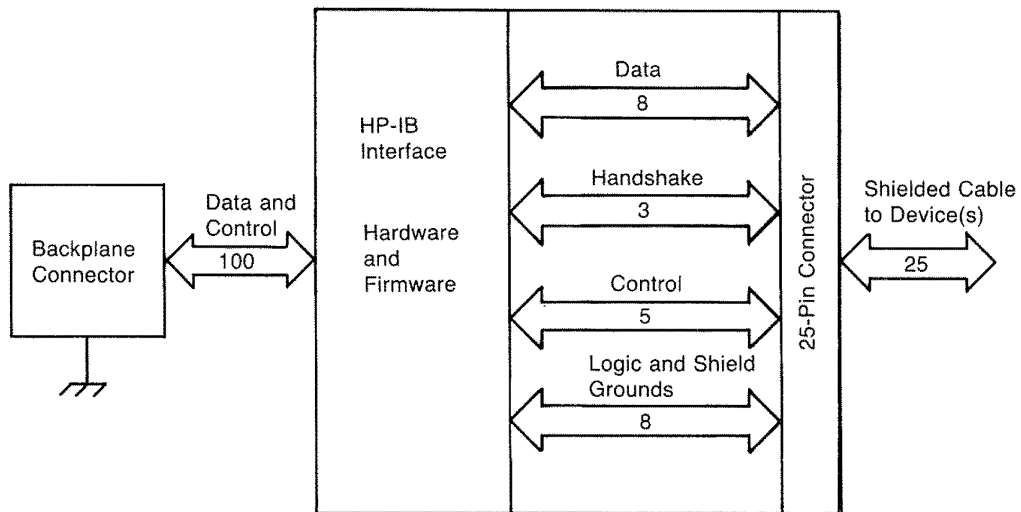 Backplane
Connector
Data and
Control
100
HP-IB
Interface
Hardware
and
Firmware
Data
8
Handshake
3
Control
5
Logic and Shield
Grounds
8
25-Pin Connector
Shielded Cable
to Device(s)
25